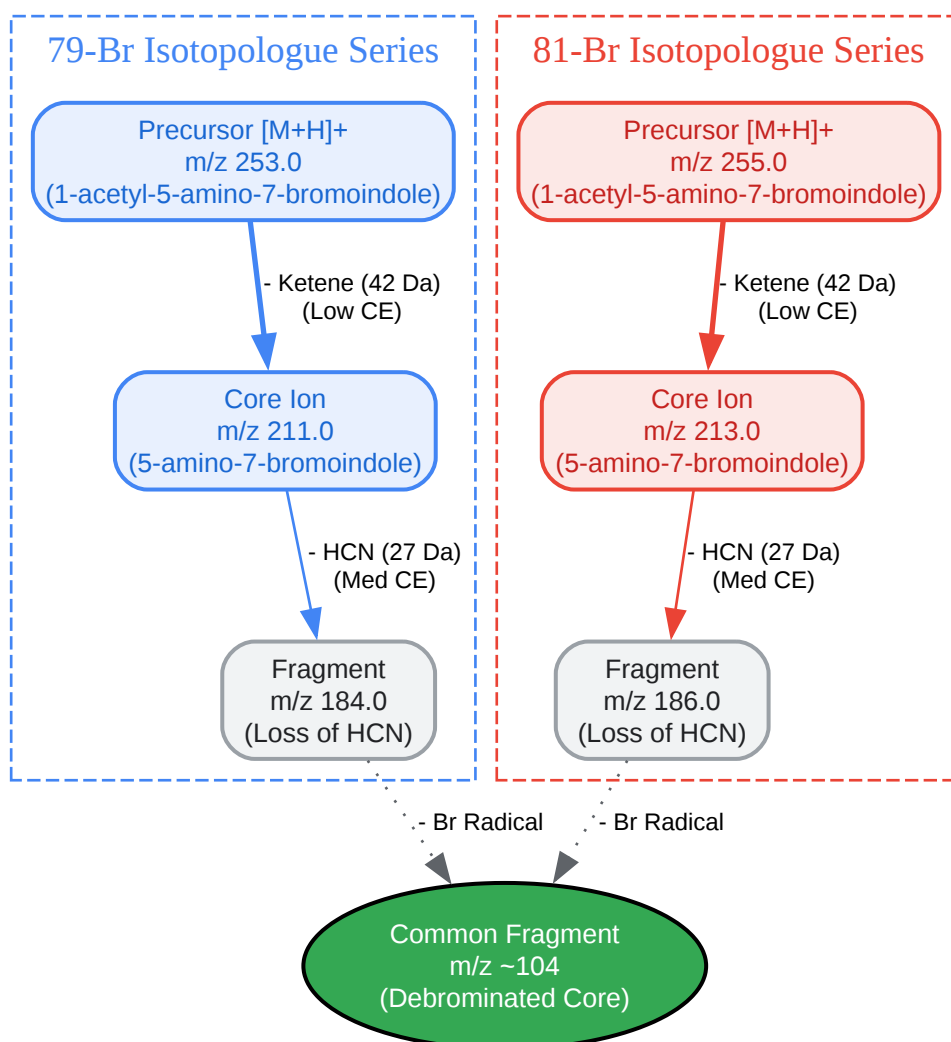 79-Br Isotopologue Series
Precursor [M+H]+
m/z 253.0
(1-acetyl-5-amino-7-bromoindole)
- Ketene (42 Da)
(Low CE)
Core Ion
m/z 211.0
(5-amino-7-bromoindole)
- HCN (27 Da)
(Med CE)
Fragment
m/z 184.0
(Loss of HCN)
- Br Radical
81-Br Isotopologue Series
Precursor [M+H]+
m/z 255.0
(1-acetyl-5-amino-7-bromoindole)
- Ketene (42 Da)
(Low CE)
Core Ion
m/z 213.0
(5-amino-7-bromoindole)
- HCN (27 Da)
(Med CE)
Fragment
m/z 186.0
(Loss of HCN)
- Br Radical
Common Fragment
m/z ~104
(Debrominated Core)